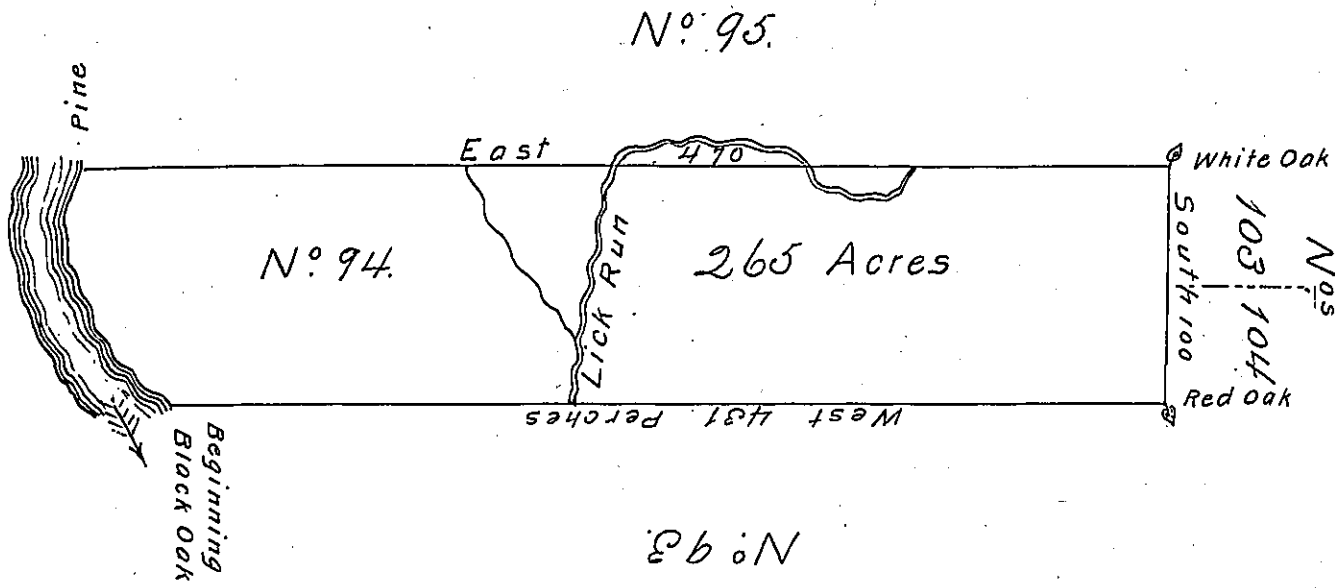 Nº 95.
Pine
East 470
White Oak
Nº 94.
Lick Run
265 Acres
South 100
103 104
Nºs
Red Oak
West 431. Perches
Beginning
Black Oak
Nº 93.